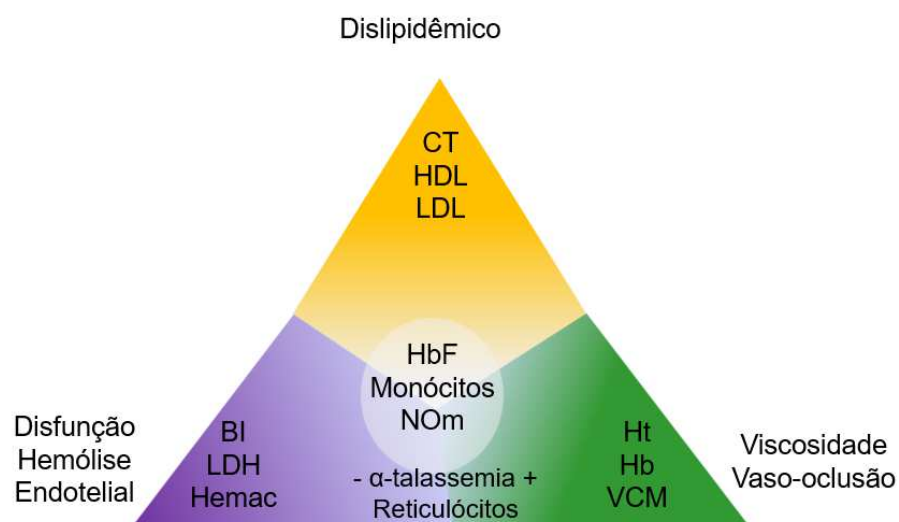 Dislipidêmico
CT
HDL
LDL
HbF
Monócitos
NOm
Disfunção
Hemólise
Endotelial
BI
LDH
Hemac
- α-talassemia +
Reticulócitos
Ht
Hb
VCM
Viscosidade
Vaso-oclusão